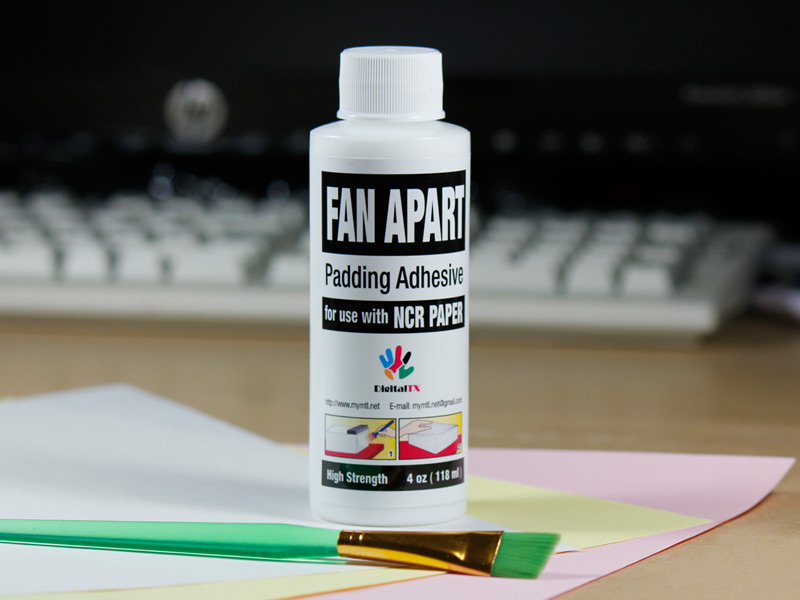 FAN APART
Padding Adhesive
for use with NCR PAPER
DigitalTX
http://www.mymtl.net E-mail: mymtl.net@gmail.com
1
High Strength 4 oz ( 118 ml )